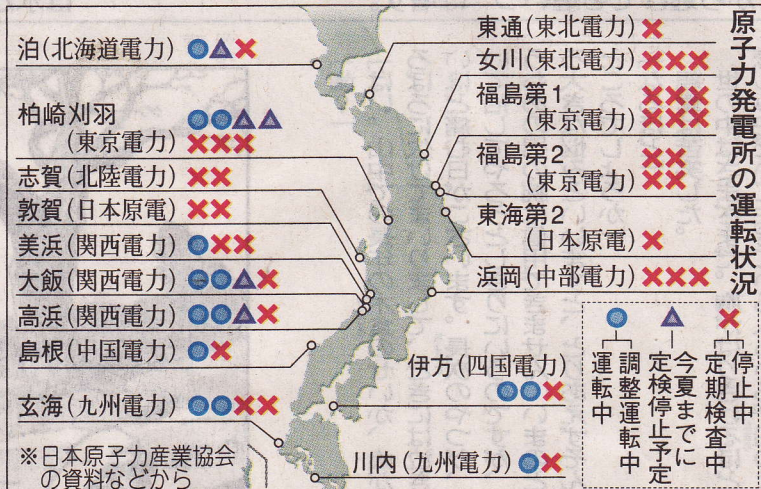 原子力発電所の運転状況
泊(北海道電力) ●▲×
柏崎刈羽 ●●▲▲
(東京電力) ×××
志賀(北陸電力) ××
敦賀(日本原電) ××
美浜(関西電力) ●××
大飯(関西電力) ●●▲×
高浜(関西電力) ●●▲×
島根(中国電力) ●×
玄海(九州電力) ●●××
※日本原子力産業協会
の資料などから
東通(東北電力) ×
女川(東北電力) ×××
福島第1 ×××
(東京電力) ×××
福島第2 ××
(東京電力) ××
東海第2
(日本原電) ×
浜岡(中部電力) ×××
伊方(四国電力)
●●×
川内(九州電力) ●×
× 停止中
定期検査中
▲ 今夏までに
定検停止予定
● 調整運転中
運転中